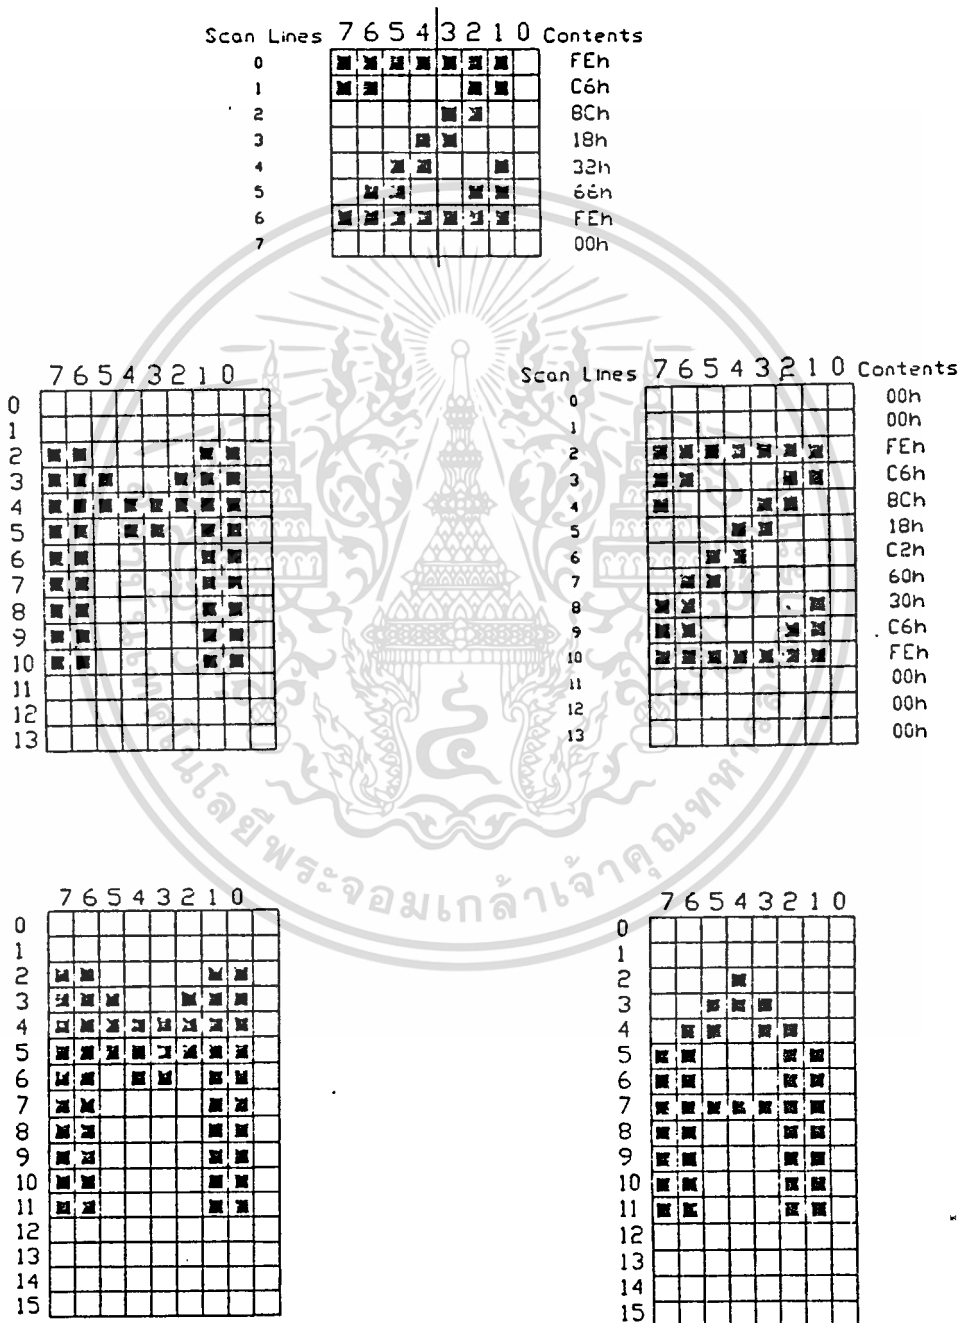 Scan Lines 7 6 5 4 3 2 1 0 Contents
0 FEh
1 C6h
2 8Ch
3 18h
4 32h
5 66h
6 FEh
7 00h
7 6 5 4 3 2 1 0
0
1
2
3
4
5
6
7
8
9
10
11
12
13
Scan Lines 7 6 5 4 3 2 1 0 Contents
0 00h
1 00h
2 FEh
3 C6h
4 8Ch
5 18h
6 C2h
7 60h
8 30h
9 C6h
10 FEh
11 00h
12 00h
13 00h
7 6 5 4 3 2 1 0
0
1
2
3
4
5
6
7
8
9
10
11
12
13
14
15
7 6 5 4 3 2 1 0
0
1
2
3
4
5
6
7
8
9
10
11
12
13
14
15
๔